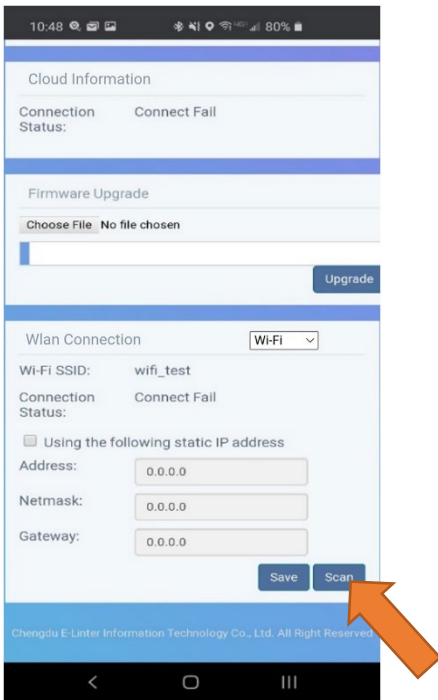 10:48 80%
Cloud Information
Connection Status: Connect Fail
Firmware Upgrade
Choose File No file chosen
Upgrade
Wlan Connection Wi-Fi
Wi-Fi SSID: wifi_test
Connection Status: Connect Fail
Using the following static IP address
Address: 0.0.0.0
Netmask: 0.0.0.0
Gateway: 0.0.0.0
Save Scan
Chengdu E-Linter Information Technology Co., Ltd. All Right Reserved